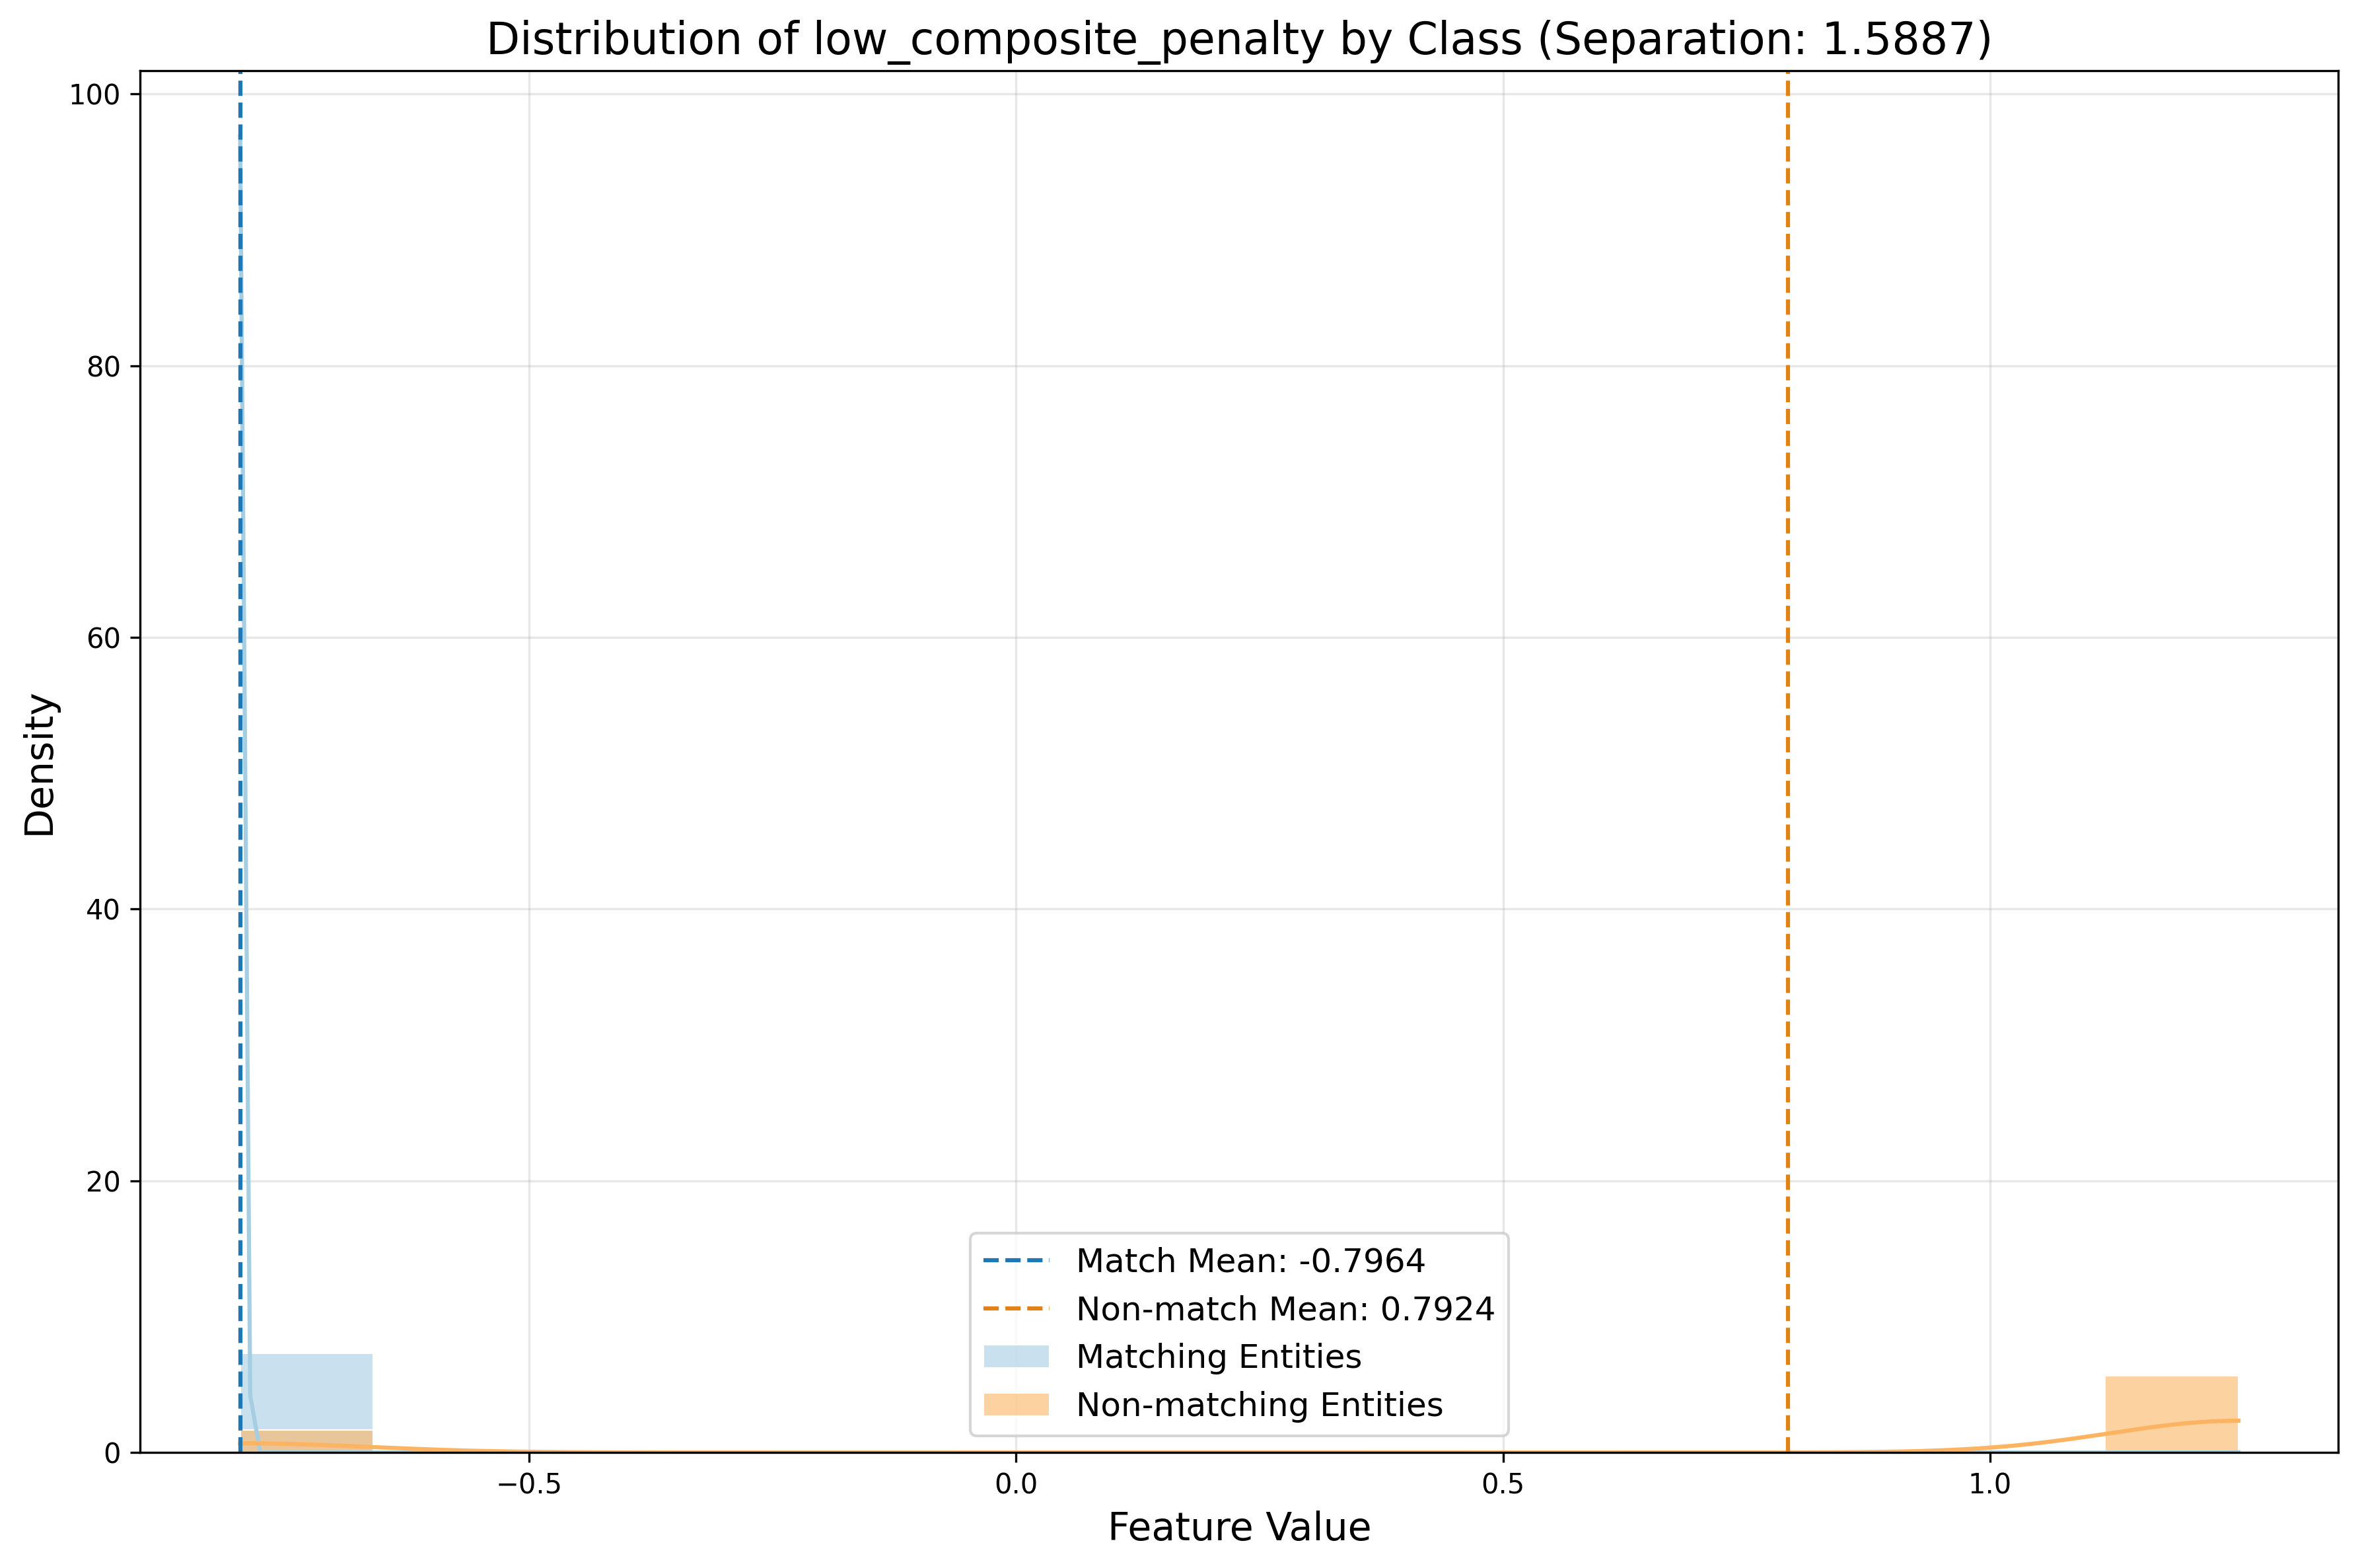 Distribution of low_composite_penalty by Class (Separation: 1.5887)
100
80
60
40
20
0
Density
−0.5
0.0
0.5
1.0
Feature Value
Match Mean: -0.7964
Non-match Mean: 0.7924
Matching Entities
Non-matching Entities